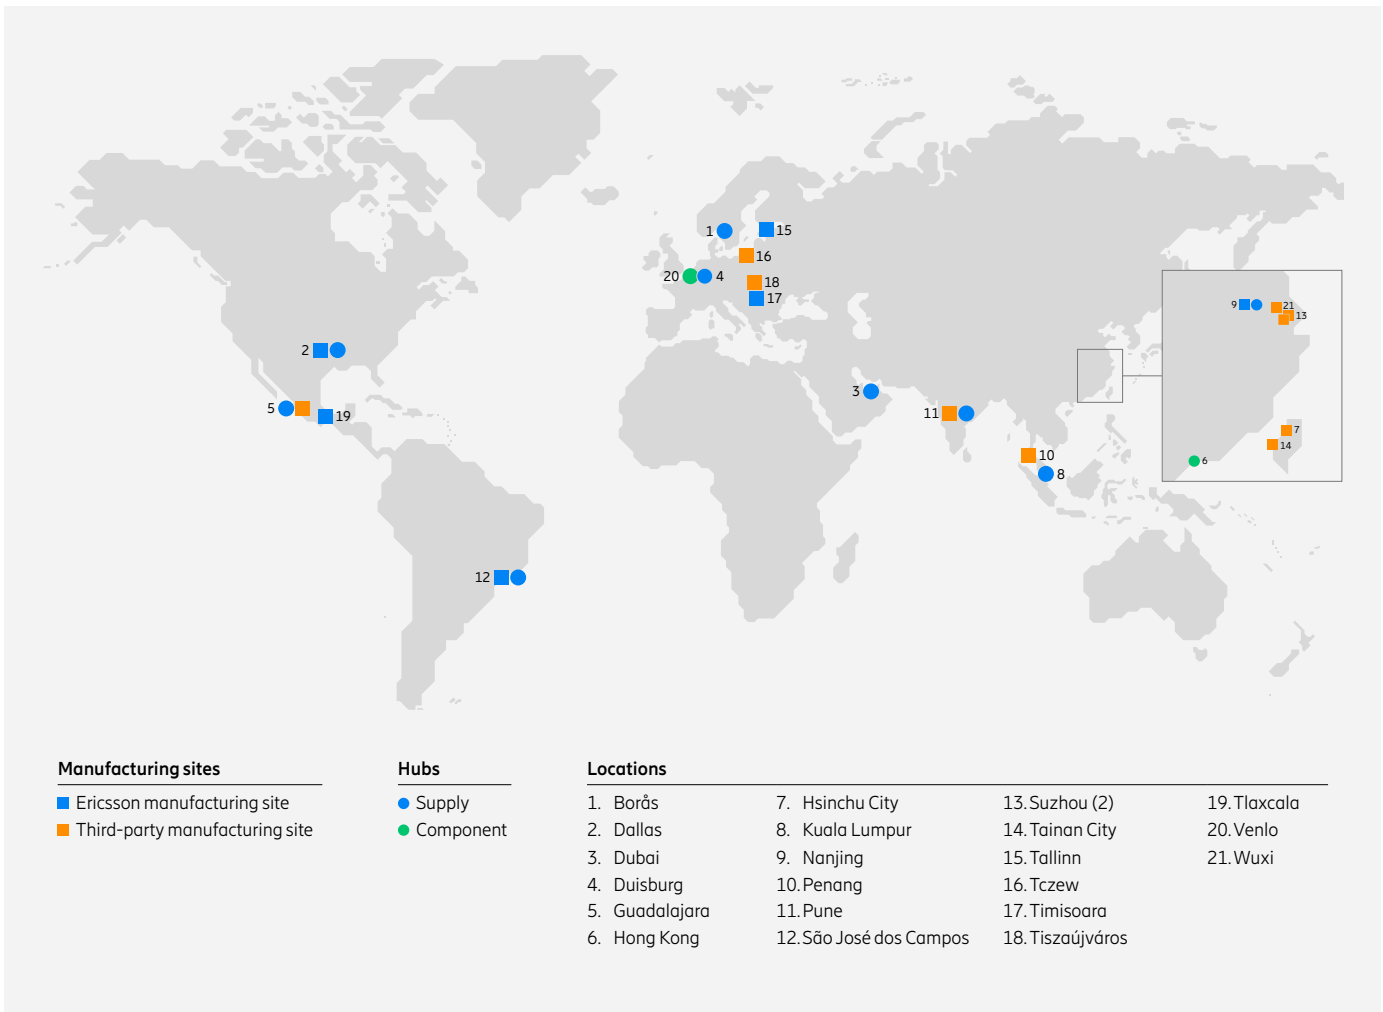 1
15
16
20
4
18
17
9
21
13
2
3
5
19
11
7
14
10
6
8
12
Manufacturing sites
Ericsson manufacturing site
Third-party manufacturing site
Hubs
Supply
Component
Locations
1. Borås
2. Dallas
3. Dubai
4. Duisburg
5. Guadalajara
6. Hong Kong
7. Hsinchu City
8. Kuala Lumpur
9. Nanjing
10. Penang
11. Pune
12. São José dos Campos
13. Suzhou (2)
14. Tainan City
15. Tallinn
16. Tczew
17. Timisoara
18. Tiszaújváros
19. Tlaxcala
20. Venlo
21. Wuxi